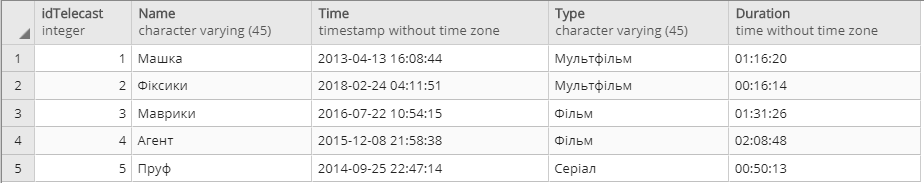 idTelecast Name Time Type Duration
integer character varying (45) timestamp without time zone character varying (45) time without time zone
1 1 Машка 2013-04-13 16:08:44 Мультфільм 01:16:20
2 2 Фіксики 2018-02-24 04:11:51 Мультфільм 00:16:14
3 3 Маврики 2016-07-22 10:54:15 Фільм 01:31:26
4 4 Агент 2015-12-08 21:58:38 Фільм 02:08:48
5 5 Пруф 2014-09-25 22:47:14 Серіал 00:50:13